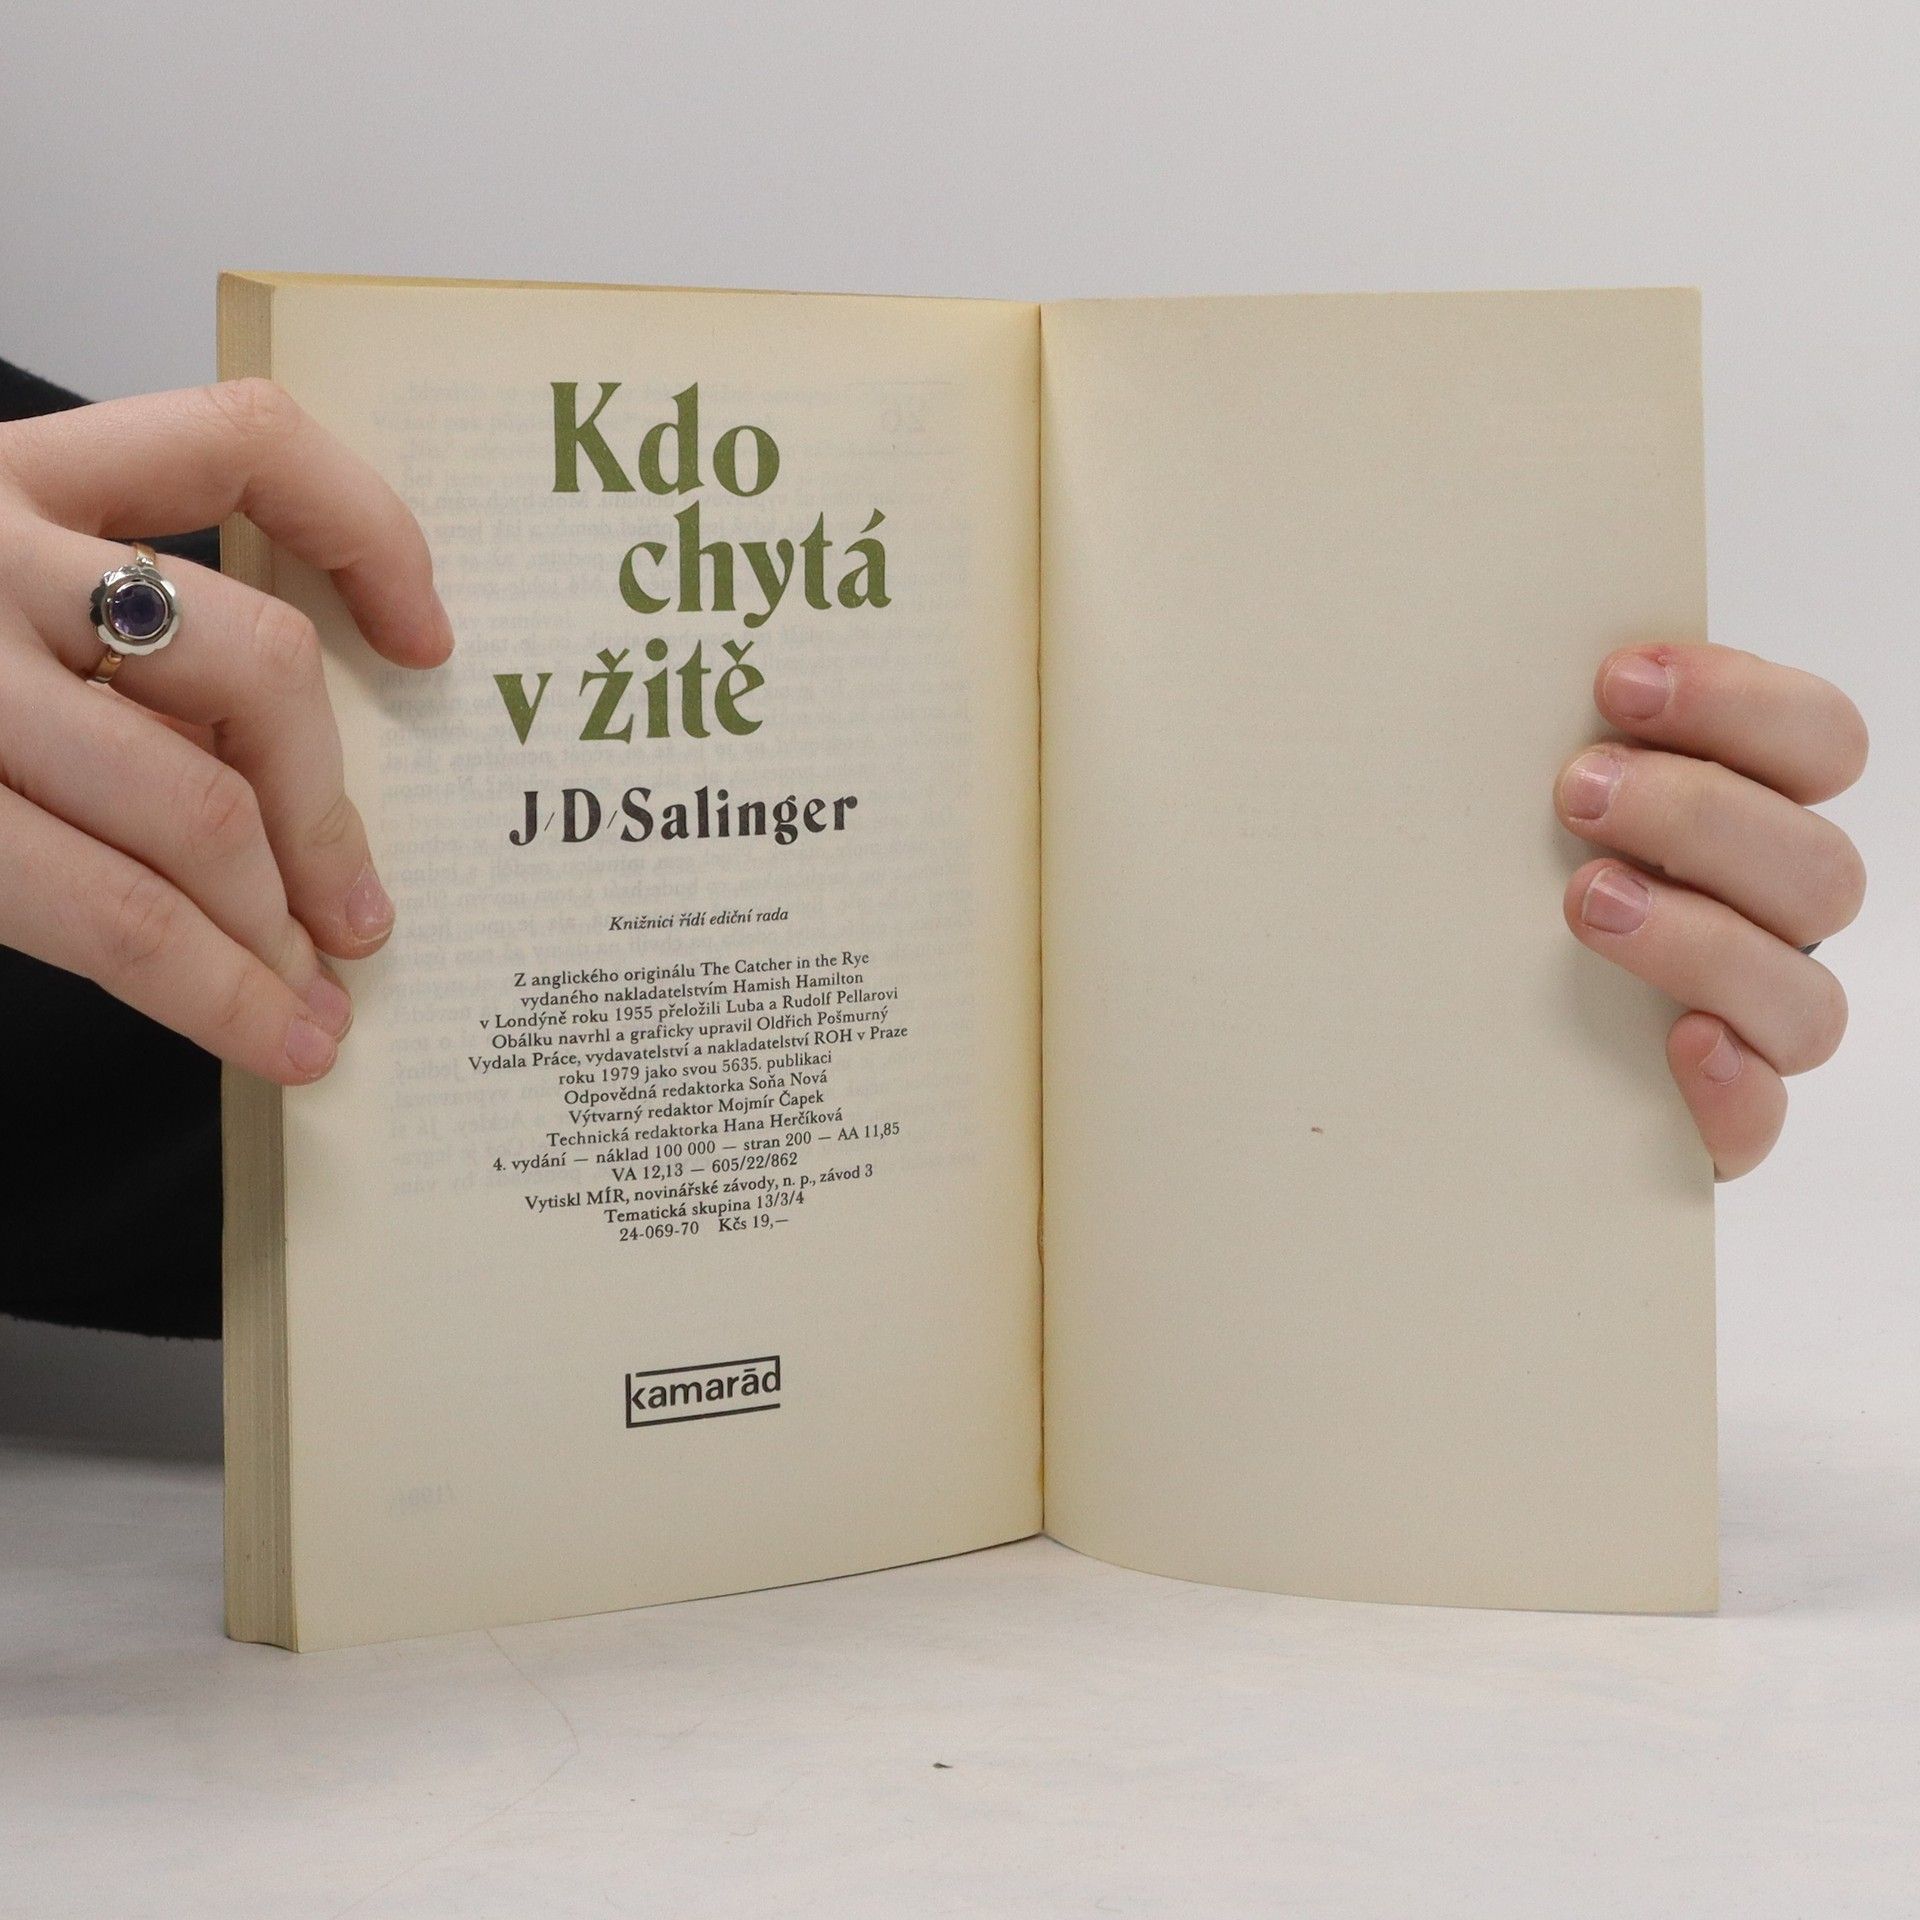 Kdo
chytá
v žitě
J/D/Salinger
Knižnici řídí ediční rada
Z anglického originálu The Catcher in the Rye
vydaného nakladatelstvím Hamish Hamilton
v Londýně roku 1955 přeložili Luba a Rudolf Pellarovi
Obálku navrhl a graficky upravil Oldřich Pošmurný
Vydala Práce, vydavatelství a nakladatelství ROH v Praze
roku 1979 jako svou 5635. publikaci
Odpovědná redaktorka Soňa Nová
Výtvarný redaktor Mojmír Čapek
Technická redaktorka Hana Herčíková
4. vydání — náklad 100 000 — stran 200 — AA 11,85
VA 12,13 — 605/22/862
Vytiskl MÍR, novinářské závody, n. p., závod 3
Tematická skupina 13/3/4
24-069-70 Kčs 19,—
kamarād